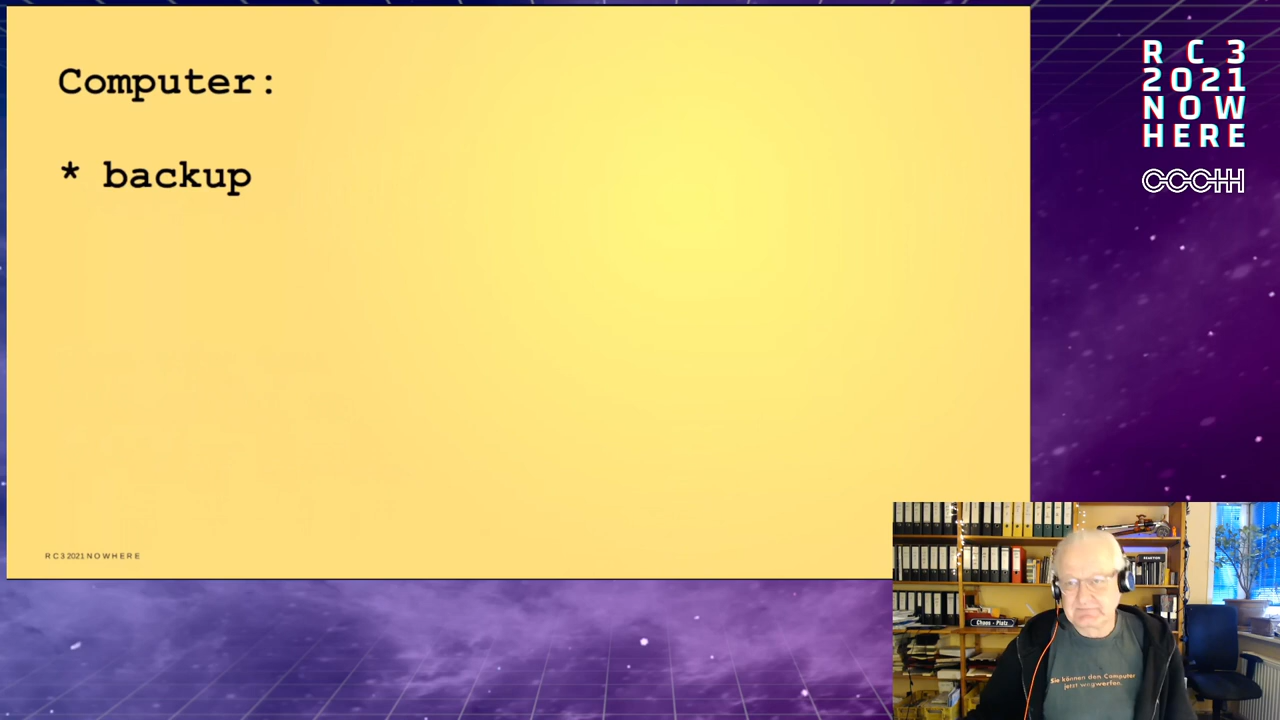 Computer:
* backup
RC3 2021 NOWHERE
R C 3
2 0 2 1
N O W
H E R E
CCCHH
REAKTION
Chaos - Platz
Sie können den Computer
jetzt wegwerfen.